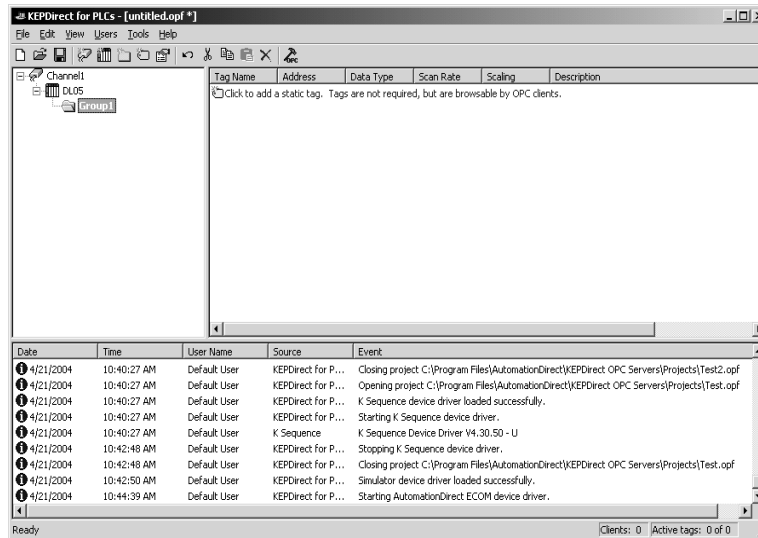 KEPDirect for PLCs - [untitled.opf *]
File Edit View Users Tools Help
OPC
Channel1
DL05
Group1
Tag Name Address Data Type Scan Rate Scaling Description
Click to add a static tag. Tags are not required, but are browsable by OPC clients.
Date Time User Name Source Event
4/21/2004 10:40:27 AM Default User KEPDirect for P... Closing project C:\Program Files\AutomationDirect\KEPDirect OPC Servers\Projects\Test2.opf
4/21/2004 10:40:27 AM Default User KEPDirect for P... Opening project C:\Program Files\AutomationDirect\KEPDirect OPC Servers\Projects\Test.opf
4/21/2004 10:40:27 AM Default User KEPDirect for P... K Sequence device driver loaded successfully.
4/21/2004 10:40:27 AM Default User KEPDirect for P... Starting K Sequence device driver.
4/21/2004 10:40:27 AM Default User K Sequence K Sequence Device Driver V4.30.50 - U
4/21/2004 10:42:48 AM Default User KEPDirect for P... Stopping K Sequence device driver.
4/21/2004 10:42:48 AM Default User KEPDirect for P... Closing project C:\Program Files\AutomationDirect\KEPDirect OPC Servers\Projects\Test.opf
4/21/2004 10:42:50 AM Default User KEPDirect for P... Simulator device driver loaded successfully.
4/21/2004 10:44:39 AM Default User KEPDirect for P... Starting AutomationDirect ECOM device driver.
Ready Clients: 0 Active tags: 0 of 0